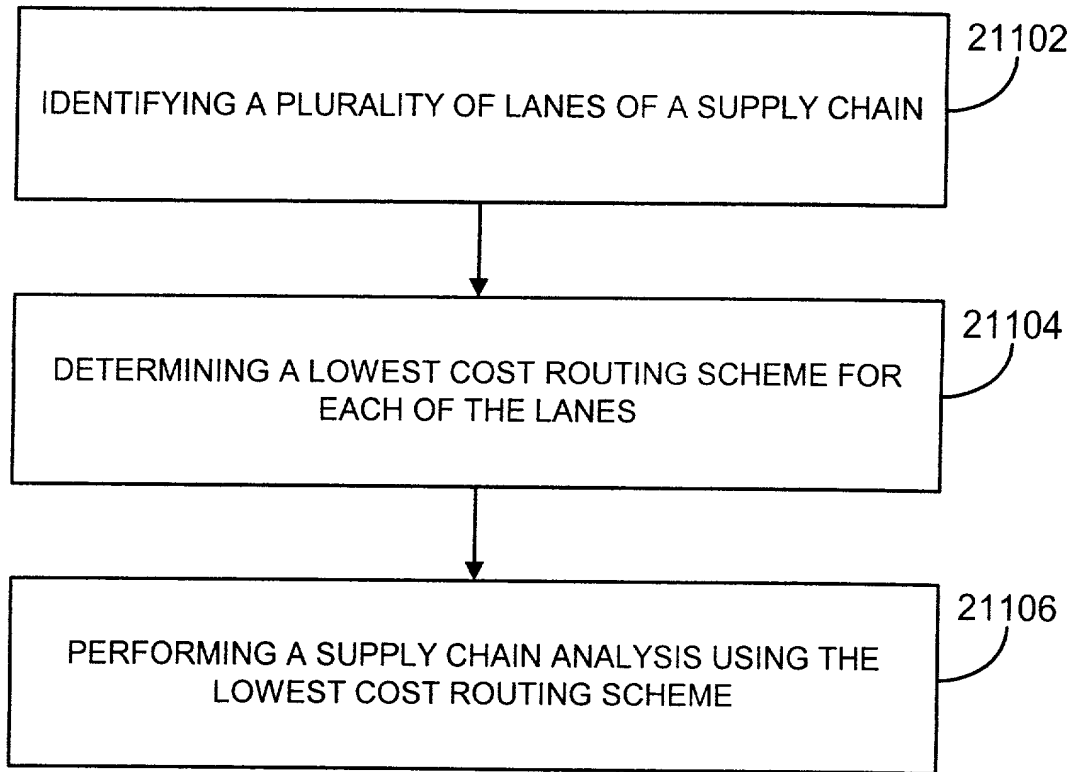 21102
IDENTIFYING A PLURALITY OF LANES OF A SUPPLY CHAIN
21104
DETERMINING A LOWEST COST ROUTING SCHEME FOR
EACH OF THE LANES
21106
PERFORMING A SUPPLY CHAIN ANALYSIS USING THE
LOWEST COST ROUTING SCHEME